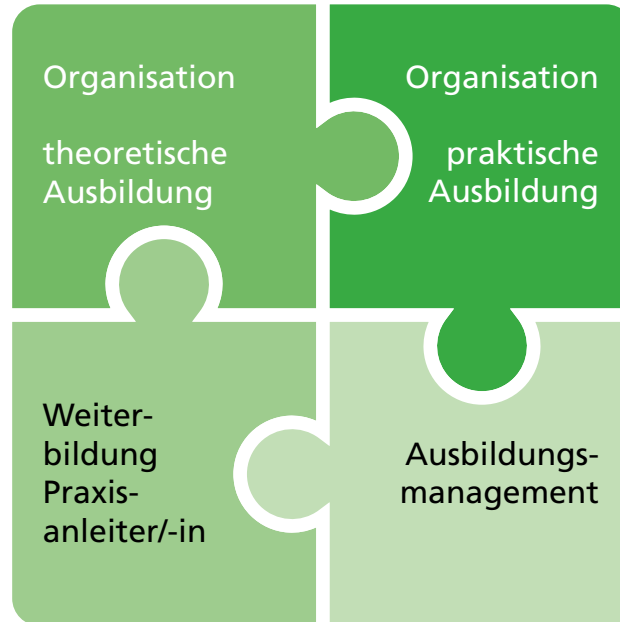 Organisation
theoretische
Ausbildung
Organisation
praktische
Ausbildung
Weiter-
bildung
Praxis-
anleiter/-in
Ausbildungs-
management